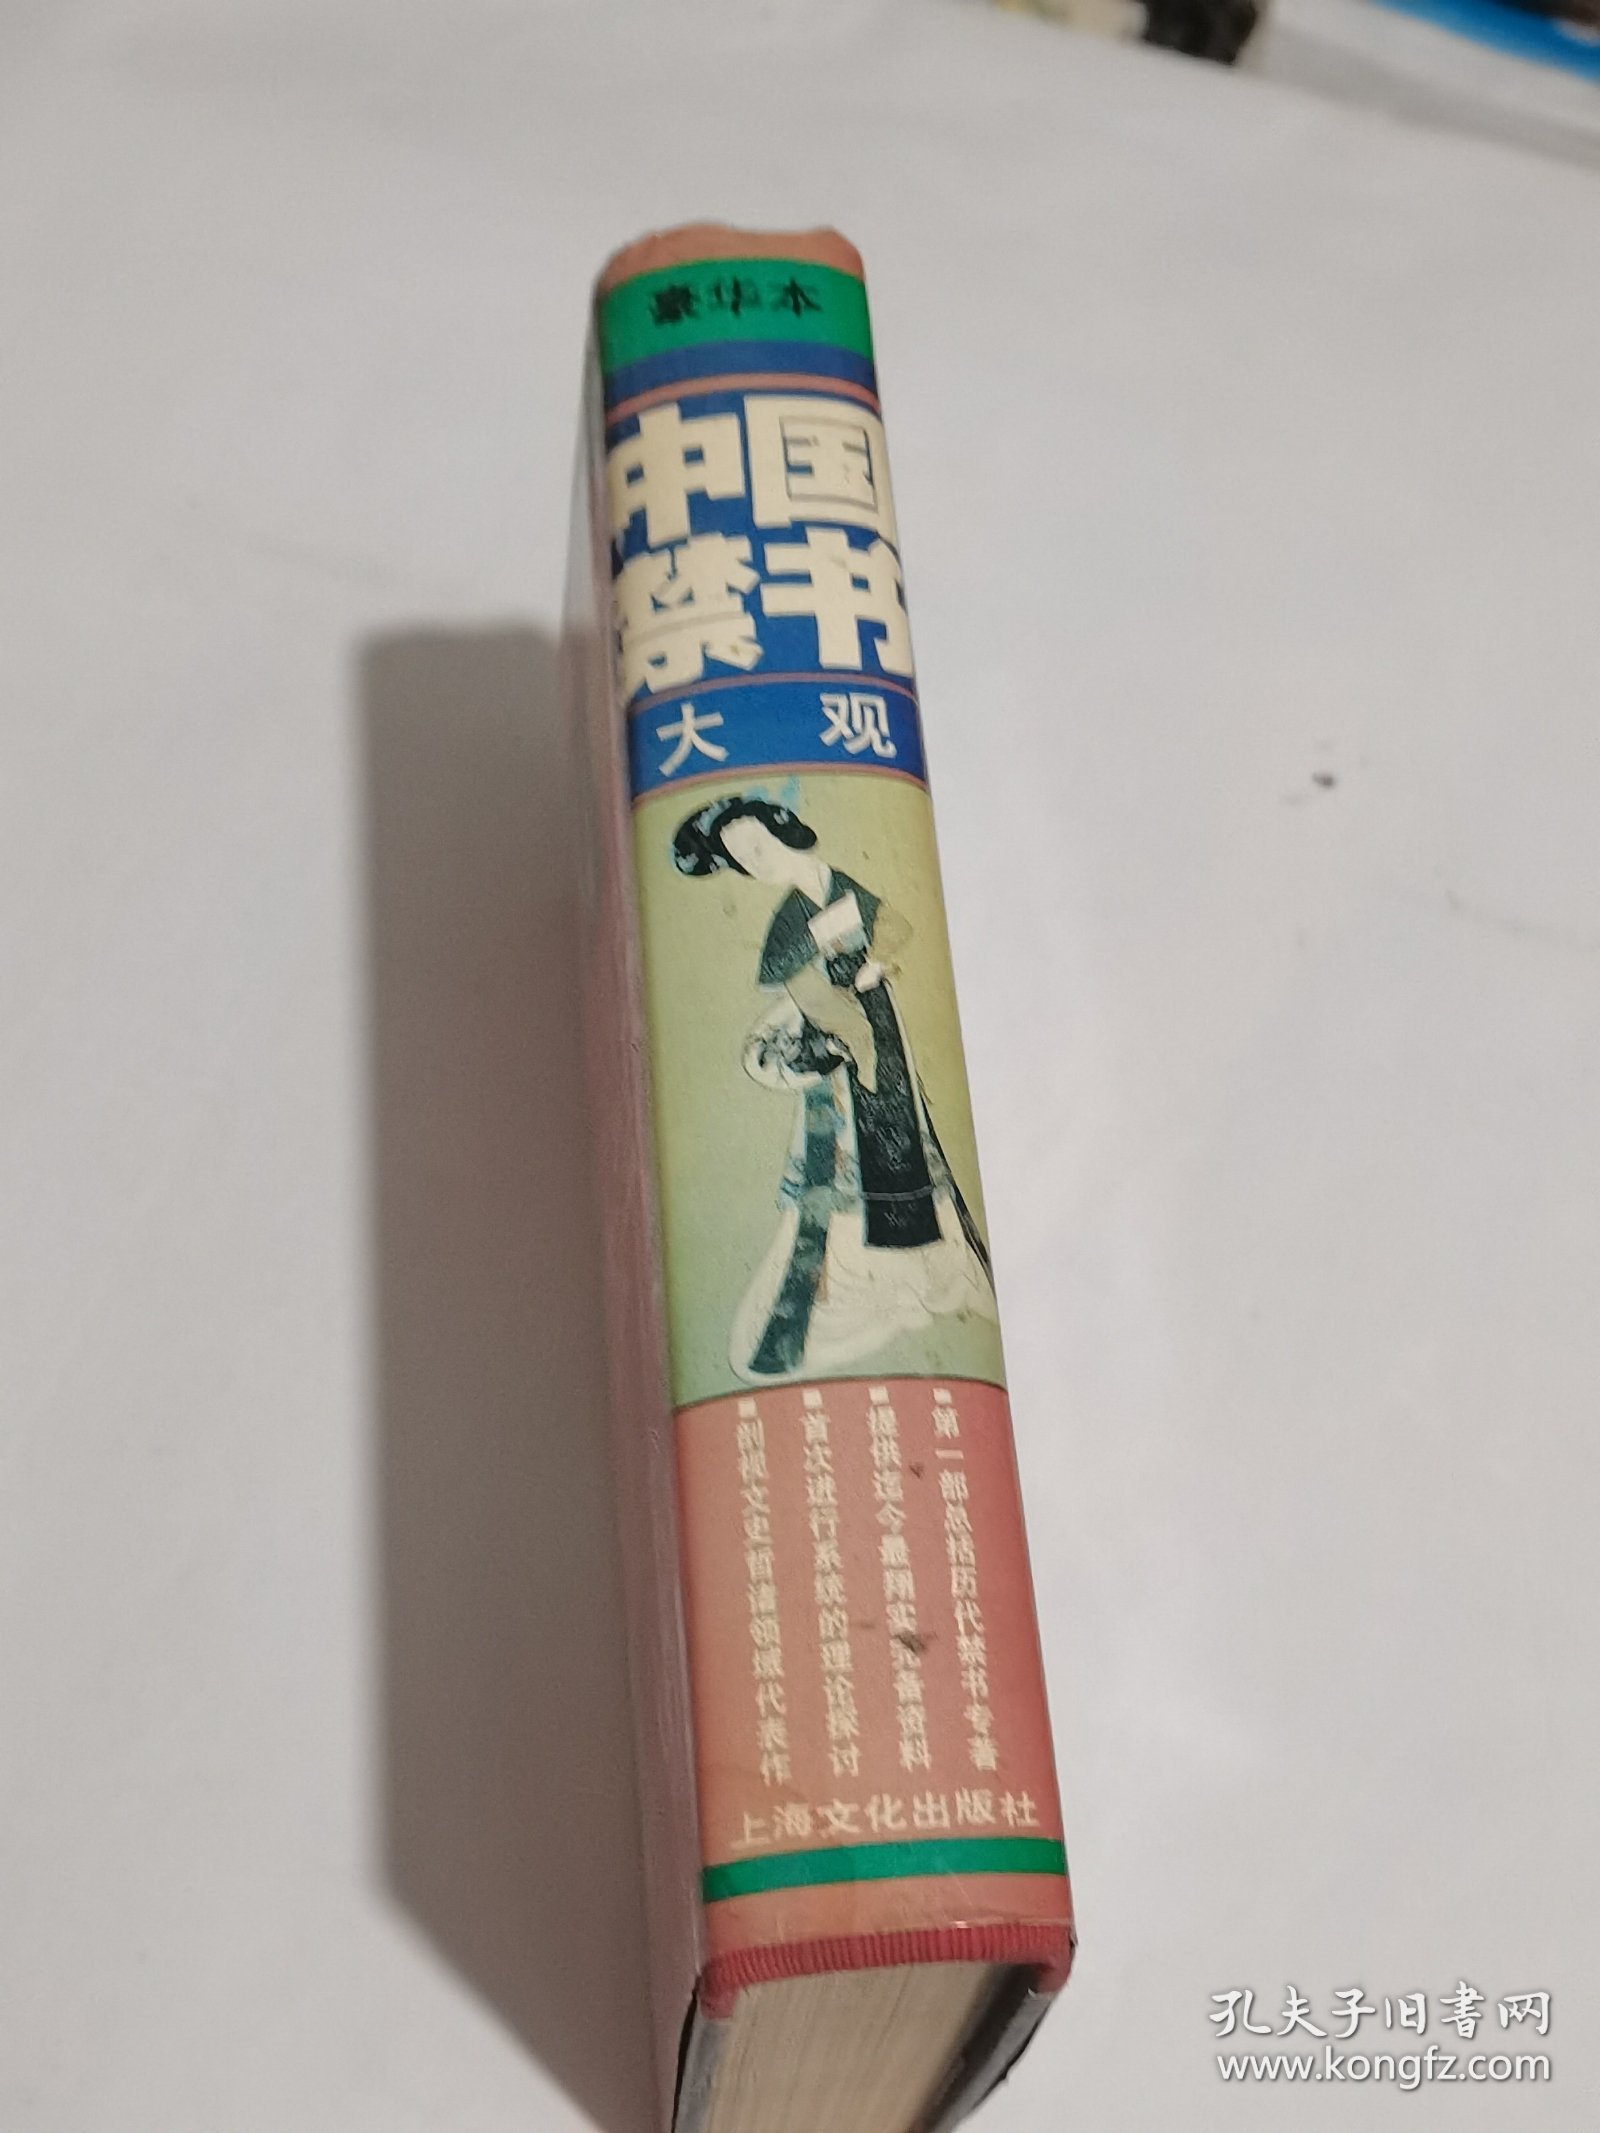 豪华本
中国
禁书
大观
■第一部总括历代禁书专著
■提供迄今最翔实完备资料
■首次进行系统的理论探讨
■剖视文史哲诸领域代表作
上海文化出版社
孔夫子旧書网
www.kongfz.com